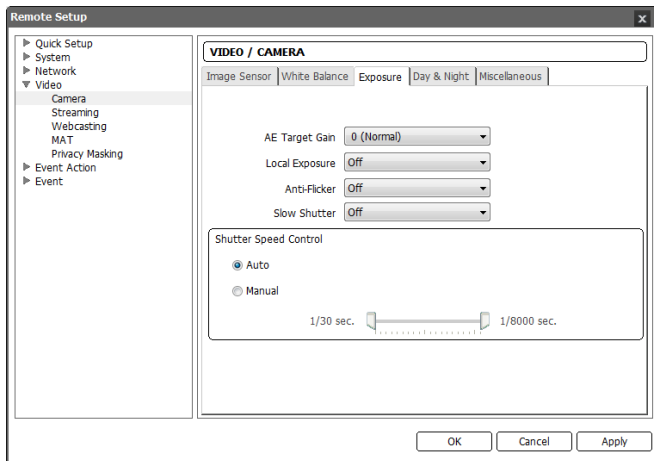 Remote Setup
x
Quick Setup
System
Network
Video
Camera
Streaming
Webcasting
MAT
Privacy Masking
Event Action
Event
VIDEO / CAMERA
Image Sensor White Balance Exposure Day & Night Miscellaneous
AE Target Gain 0 (Normal)
Local Exposure Off
Anti-Flicker Off
Slow Shutter Off
Shutter Speed Control
Auto
Manual
1/30 sec. 1/8000 sec.
OK Cancel Apply